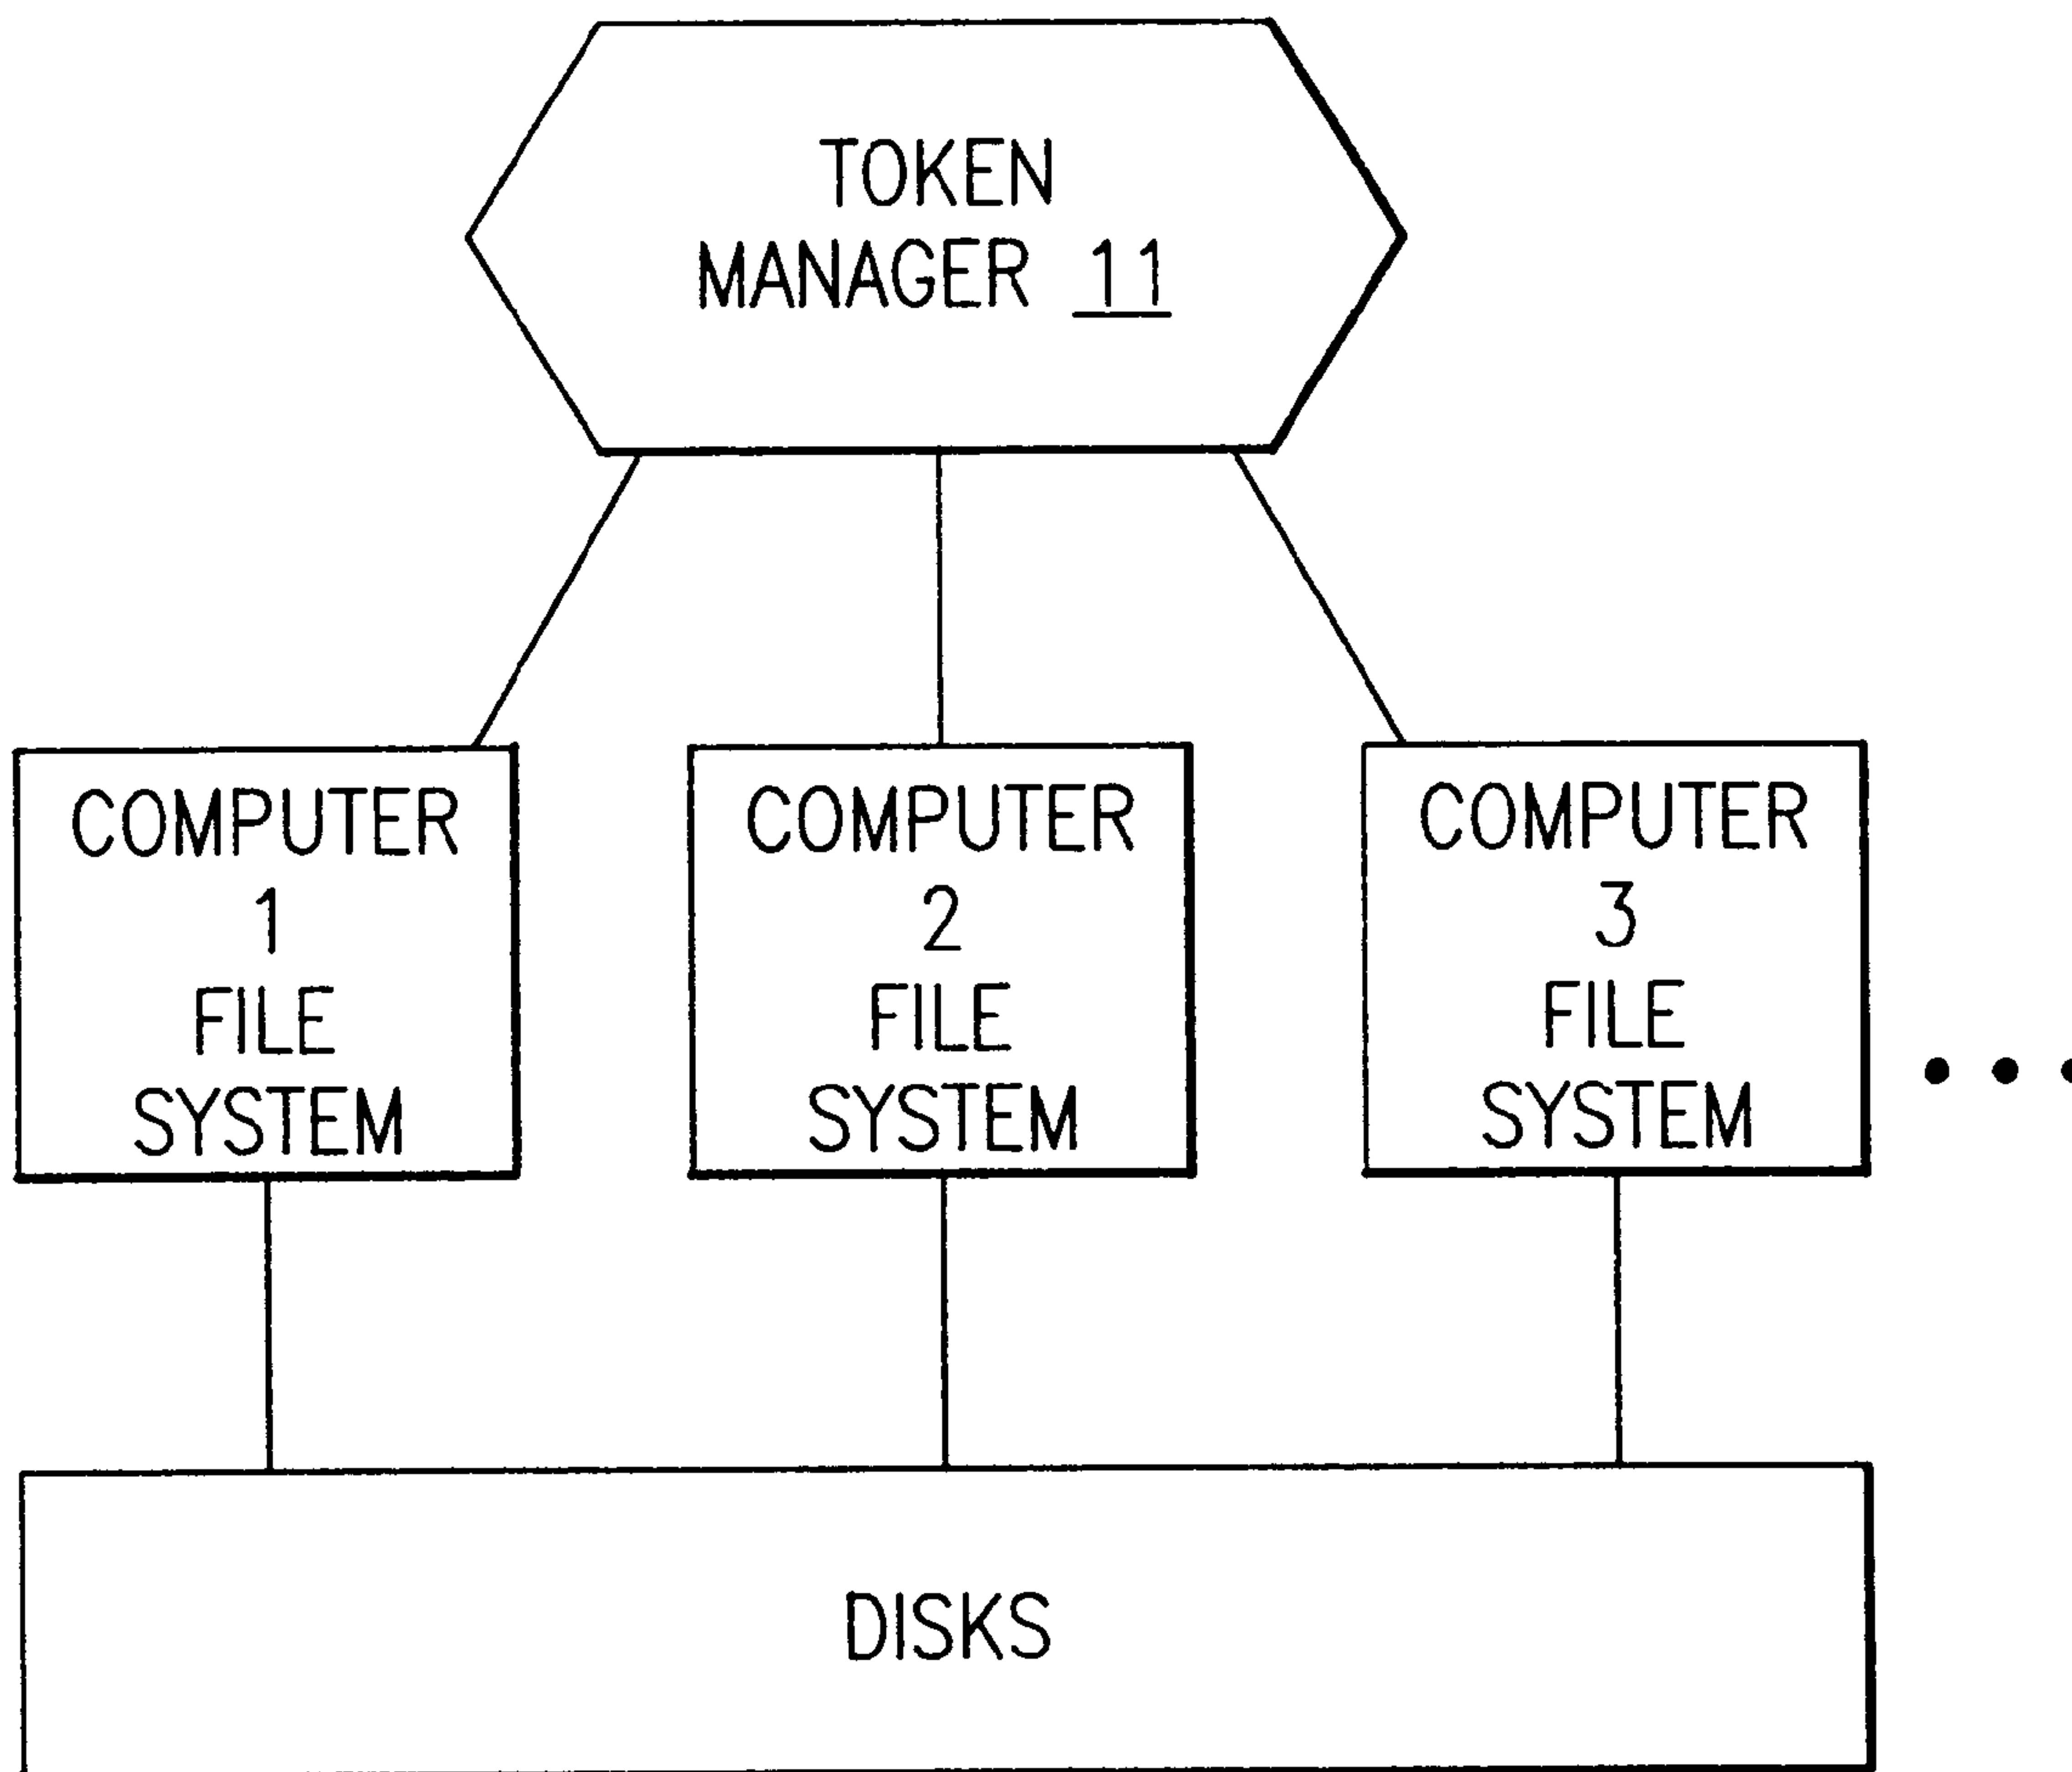 TOKEN
MANAGER 11
COMPUTER
1
FILE
SYSTEM
COMPUTER
2
FILE
SYSTEM
COMPUTER
3
FILE
SYSTEM
DISKS